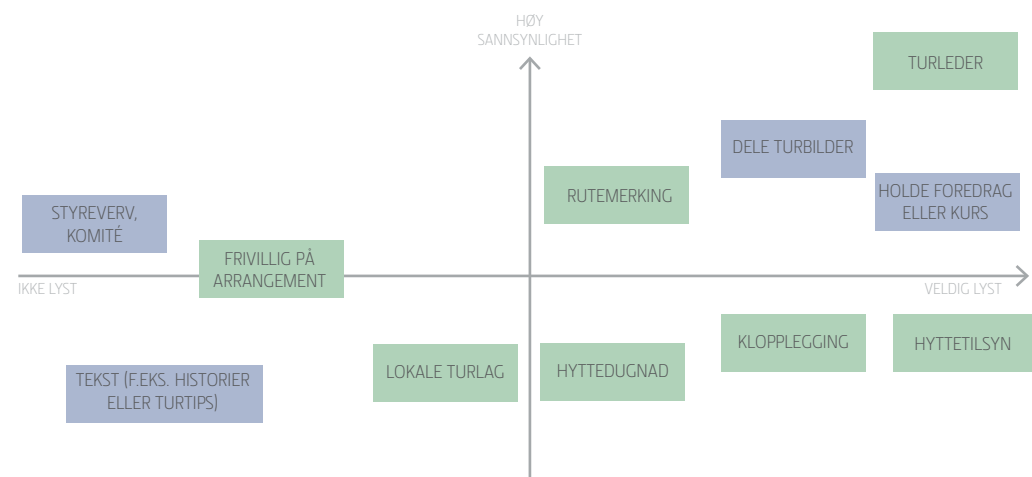 HØY
SANNSYNLIGHET
TURLEDER
DELE TURBILDER
RUTEMERKING
HOLDE FOREDRAG
ELLER KURS
STYREVERV,
KOMITÉ
FRIVILLIG PÅ
ARRANGEMENT
IKKE LYST
VELDIG LYST
KLOPPLEGGING
HYTTETILSYN
LOKALE TURLAG
HYTTEDUGNAD
TEKST (F.EKS. HISTORIER
ELLER TURTIPS)